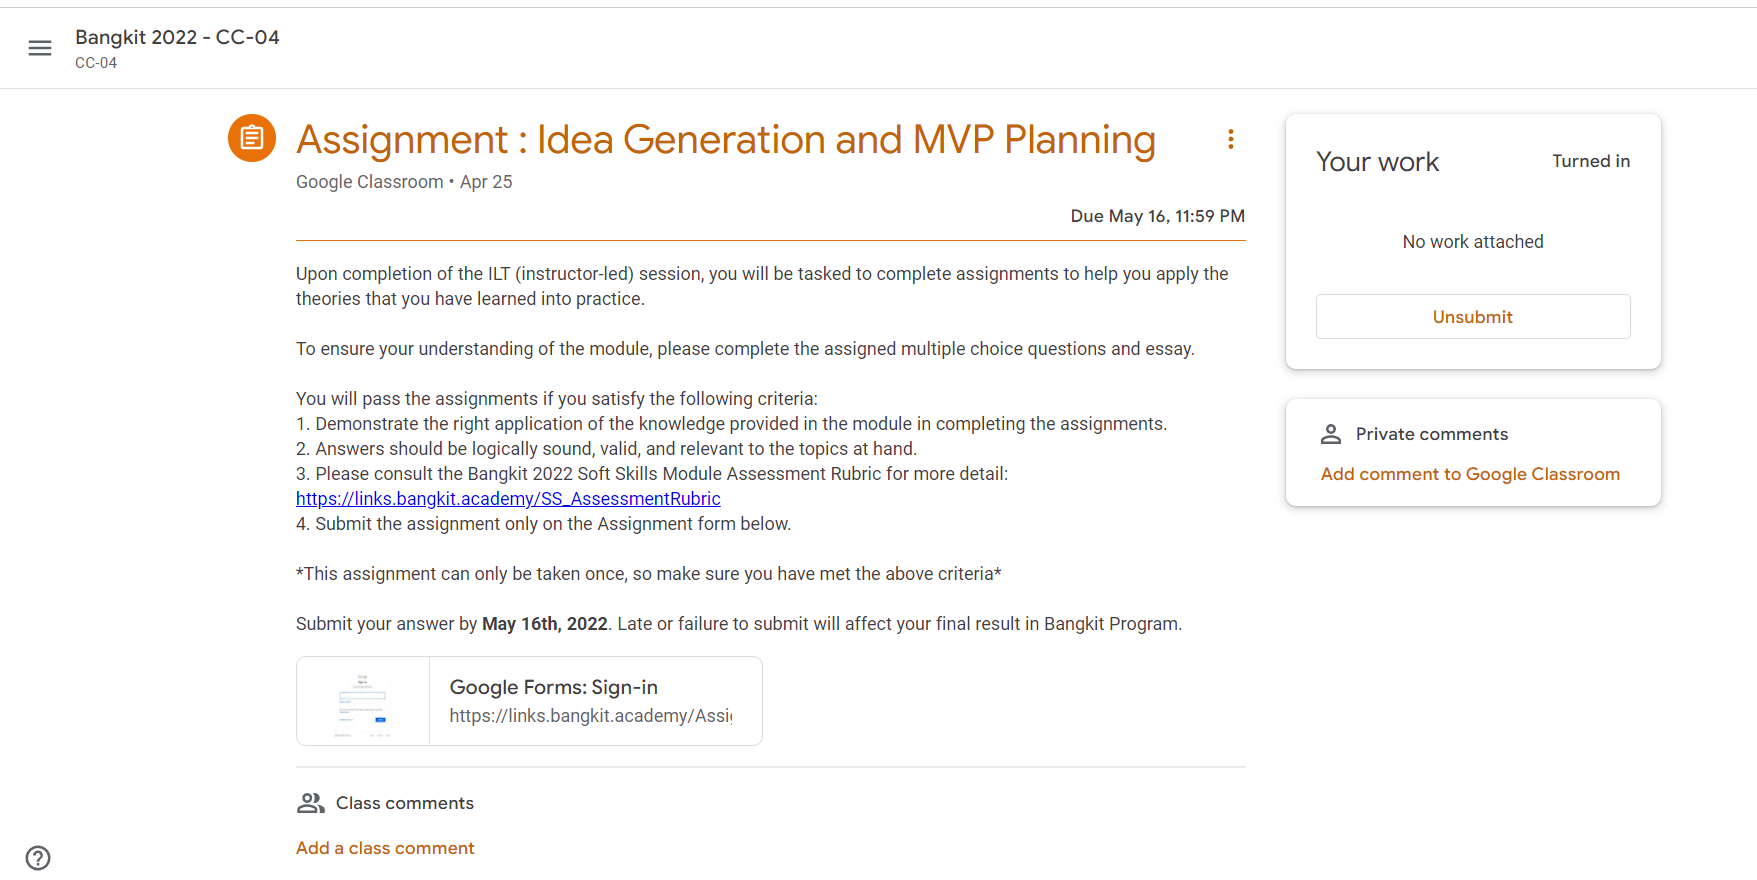 Bangkit 2022 - CC-04
CC-04
Assignment : Idea Generation and MVP Planning
Google Classroom • Apr 25
Due May 16, 11:59 PM
Upon completion of the ILT (instructor-led) session, you will be tasked to complete assignments to help you apply the
theories that you have learned into practice.
To ensure your understanding of the module, please complete the assigned multiple choice questions and essay.
You will pass the assignments if you satisfy the following criteria:
1. Demonstrate the right application of the knowledge provided in the module in completing the assignments.
2. Answers should be logically sound, valid, and relevant to the topics at hand.
3. Please consult the Bangkit 2022 Soft Skills Module Assessment Rubric for more detail:
https://links.bangkit.academy/SS_AssessmentRubric
4. Submit the assignment only on the Assignment form below.
*This assignment can only be taken once, so make sure you have met the above criteria*
Submit your answer by May 16th, 2022. Late or failure to submit will affect your final result in Bangkit Program.
Google Forms: Sign-in
https://links.bangkit.academy/Assi
Class comments
Add a class comment
Your work
Turned in
No work attached
Unsubmit
Private comments
Add comment to Google Classroom